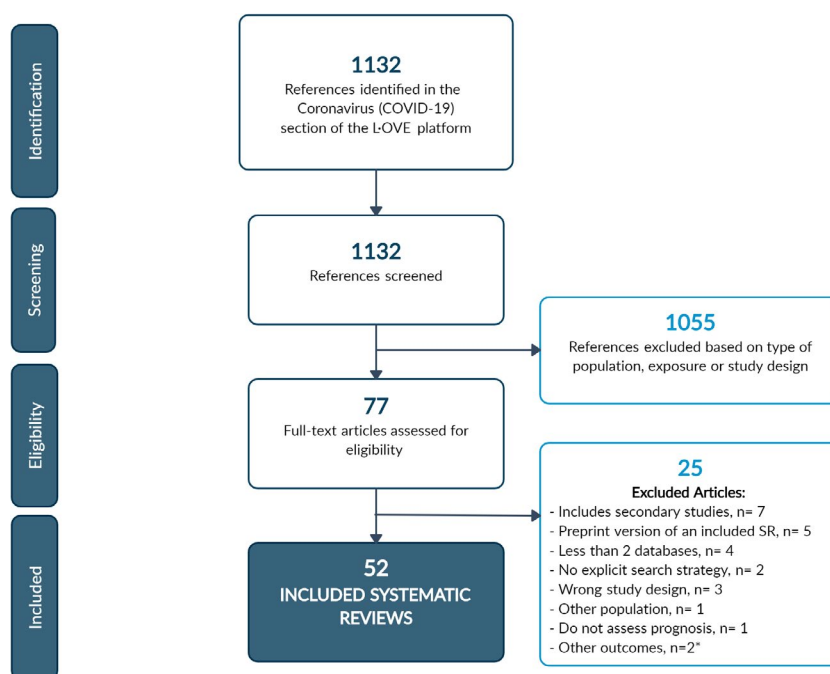 Identification
1132
References identified in the
Coronavirus (COVID-19)
section of the L·OVE platform
Screening
1132
References screened
1055
References excluded based on type of
population, exposure or study design
Eligibility
77
Full-text articles assessed for
eligibility
25
Excluded Articles:
- Includes secondary studies, n= 7
- Preprint version of an included SR, n= 5
- Less than 2 databases, n= 4
- No explicit search strategy, n= 2
- Wrong study design, n= 3
- Other population, n= 1
- Do not assess prognosis, n= 1
- Other outcomes, n=2*
Included
52
INCLUDED SYSTEMATIC
REVIEWS